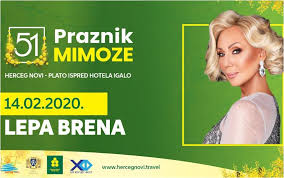 51
Praznik
MIMOZE
HERCEG NOVI - PLATO ISPRED HOTELA IGALO
14.02.2020.
LEPA BRENA
www.hercegnovi.travel